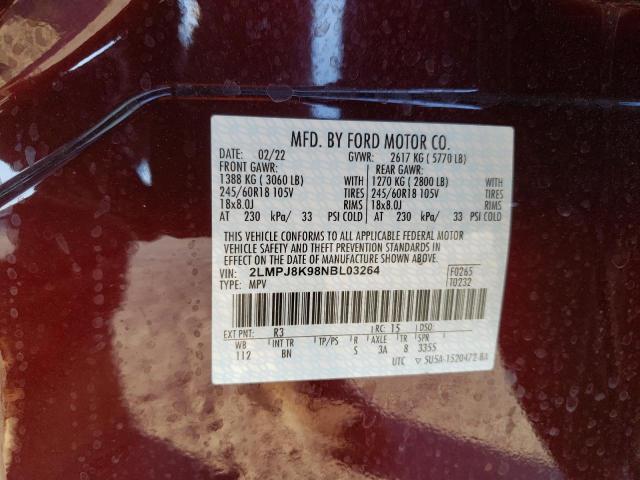 MFD. BY FORD MOTOR CO.
DATE: 02/22 GVWR: 2617 KG ( 5770 LB)
FRONT GAWR: REAR GAWR:
1388 KG ( 3060 LB) WITH 1270 KG ( 2800 LB) WITH
245/60R18 105V TIRES 245/60R18 105V TIRES
18x8.0J RIMS 18x8.0J RIMS
AT 230 kPa/ 33 PSI COLD AT 230 kPa/ 33 PSI COLD
THIS VEHICLE CONFORMS TO ALL APPLICABLE FEDERAL MOTOR
VEHICLE SAFETY AND THEFT PREVENTION STANDARDS IN
EFFECT ON THE DATE OF MANUFACTURE SHOWN ABOVE.
VIN: 2LMPJ8K98NBL03264 F0265
TYPE: MPV T0232
EXT PNT: R3 RC: 15 DSO:
WB INT TR TP/PS R AXLE TR SPR
112 BN S 3A 8 3355
UTC ▽ 5U5A-1520472-BA